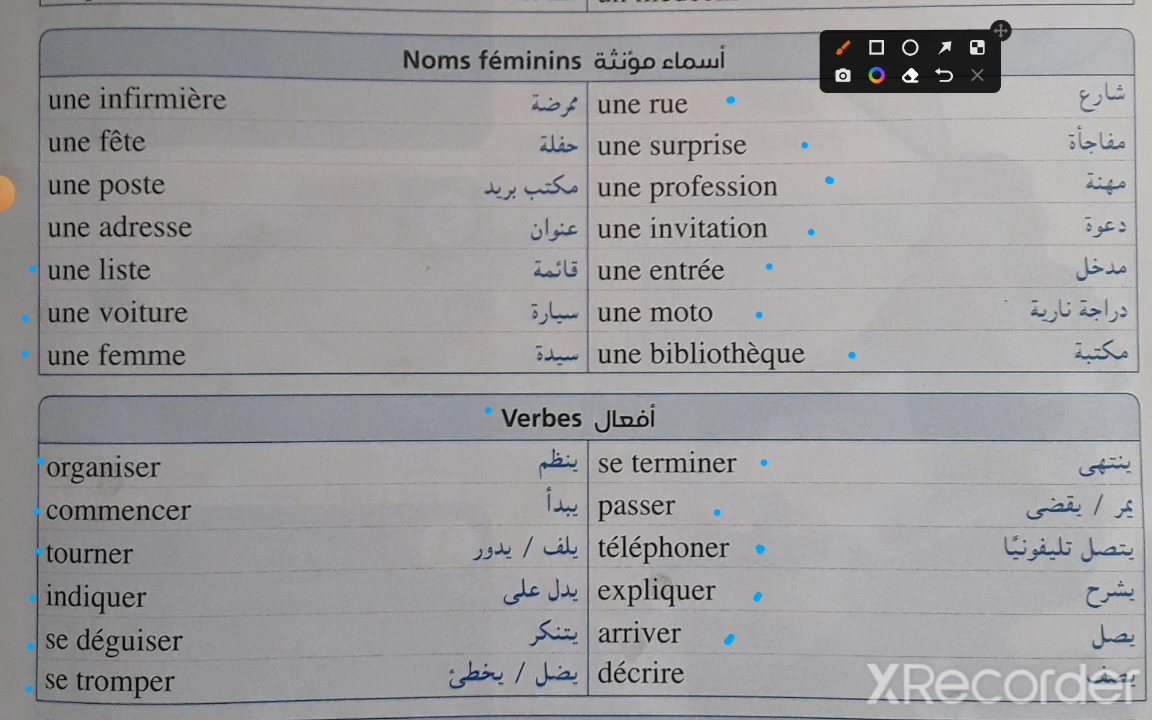 Noms féminins أسماء مؤنثة
une infirmière ممرضة une rue شارع
une fête حفلة une surprise مفاجأة
une poste مكتب بريد une profession مهنة
une adresse عنوان une invitation دعوة
une liste قائمة une entrée مدخل
une voiture سيارة une moto دراجة نارية
une femme سيدة une bibliothèque مكتبة
Verbes أفعال
organiser ينظم se terminer ينتهى
commencer يبدأ passer يمر / يقضى
tourner يلف / يدور téléphoner يتصل تليفونيًا
indiquer يدل على expliquer يشرح
se déguiser يتنكر arriver يصل
se tromper يضل / يخطئ décrire يصف
XRecorder